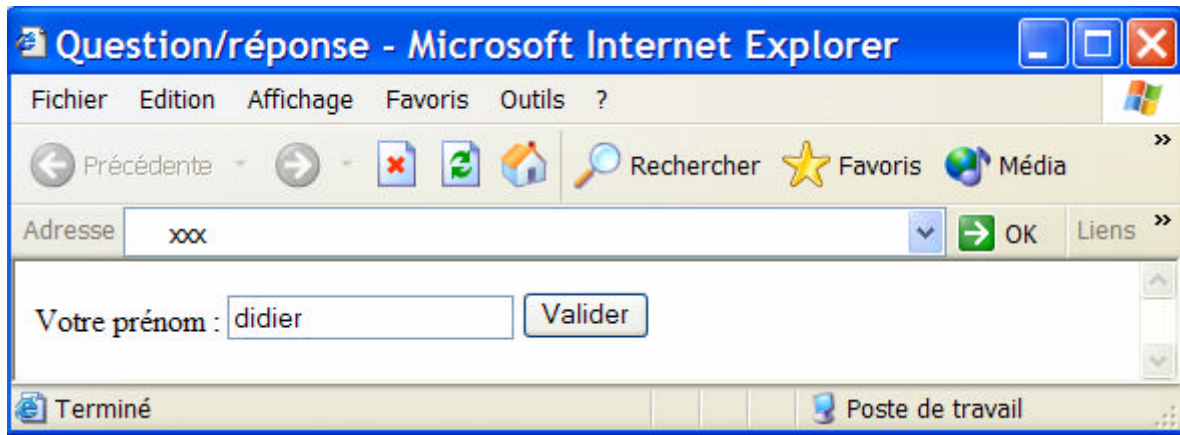 Question/réponse - Microsoft Internet Explorer
Fichier Edition Affichage Favoris Outils ?
Précédente Rechercher Favoris Média »
Adresse xxx OK Liens »
Votre prénom : didier Valider
Terminé Poste de travail